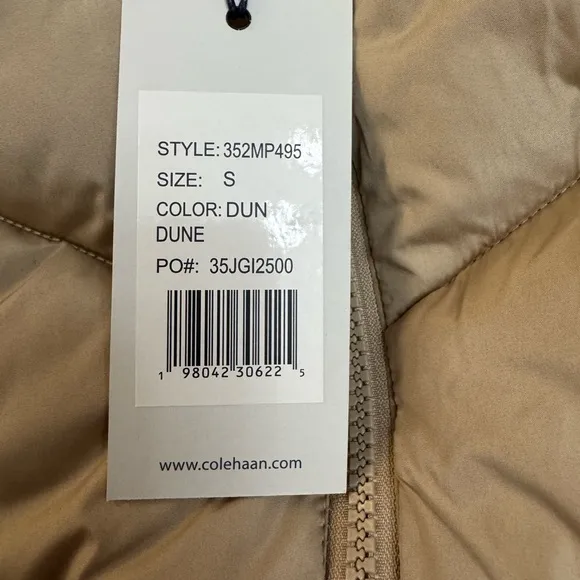 STYLE: 352MP495
SIZE: S
COLOR: DUN
DUNE
PO#: 35JGI2500
1 98042 30622 5
www.colehaan.com